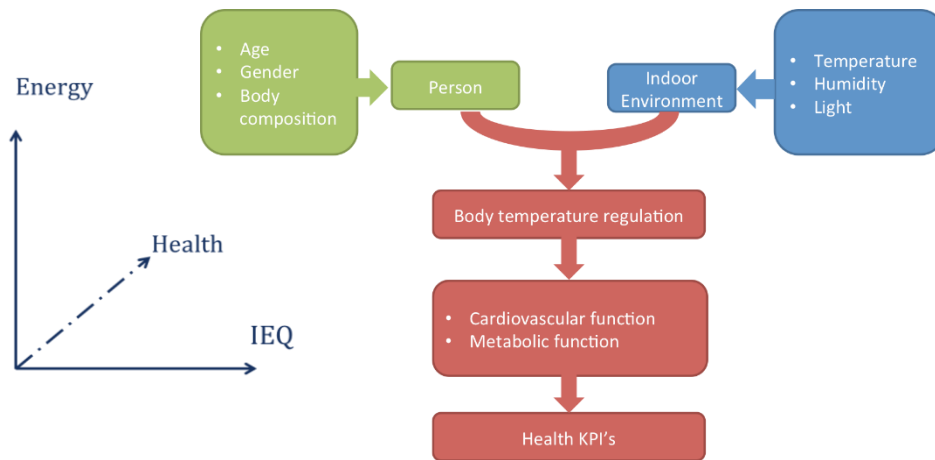 Energy
Health
IEQ
• Age
• Gender
• Body
composition
Person
Indoor
Environment
• Temperature
• Humidity
• Light
Body temperature regulation
• Cardiovascular function
• Metabolic function
Health KPI's